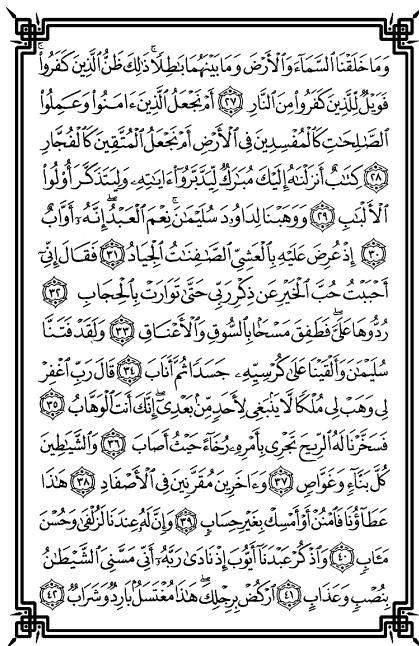 وَمَا خَلَقْنَا ٱلسَّمَآءَ وَٱلْأَرْضَ وَمَا بَيْنَهُمَا بَٰطِلًا ۚ ذَٰلِكَ ظَنُّ ٱلَّذِينَ كَفَرُوا۟ ۚ
فَوَيْلٌ لِّلَّذِينَ كَفَرُوا۟ مِنَ ٱلنَّارِ ٢٧ أَمْ نَجْعَلُ ٱلَّذِينَ ءَامَنُوا۟ وَعَمِلُوا۟
ٱلصَّٰلِحَٰتِ كَٱلْمُفْسِدِينَ فِى ٱلْأَرْضِ أَمْ نَجْعَلُ ٱلْمُتَّقِينَ كَٱلْفُجَّارِ
٢٨ كِتَٰبٌ أَنزَلْنَٰهُ إِلَيْكَ مُبَٰرَكٌ لِّيَدَّبَّرُوٓا۟ ءَايَٰتِهِۦ وَلِيَتَذَكَّرَ أُو۟لُوا۟
ٱلْأَلْبَٰبِ ٢٩ وَوَهَبْنَا لِدَاوُۥدَ سُلَيْمَٰنَ ۚ نِعْمَ ٱلْعَبْدُ ۖ إِنَّهُۥٓ أَوَّابٌ
٣٠ إِذْ عُرِضَ عَلَيْهِ بِٱلْعَشِىِّ ٱلصَّٰفِنَٰتُ ٱلْجِيَادُ ٣١ فَقَالَ إِنِّىٓ
أَحْبَبْتُ حُبَّ ٱلْخَيْرِ عَن ذِكْرِ رَبِّى حَتَّىٰ تَوَارَتْ بِٱلْحِجَابِ ٣٢
رُدُّوهَا عَلَىَّ ۖ فَطَفِقَ مَسْحًۢا بِٱلسُّوقِ وَٱلْأَعْنَاقِ ٣٣ وَلَقَدْ فَتَنَّا
سُلَيْمَٰنَ وَأَلْقَيْنَا عَلَىٰ كُرْسِيِّهِۦ جَسَدًا ثُمَّ أَنَابَ ٣٤ قَالَ رَبِّ ٱغْفِرْ
لِى وَهَبْ لِى مُلْكًا لَّا يَنۢبَغِى لِأَحَدٍ مِّنۢ بَعْدِىٓ ۖ إِنَّكَ أَنتَ ٱلْوَهَّابُ ٣٥
فَسَخَّرْنَا لَهُ ٱلرِّيحَ تَجْرِى بِأَمْرِهِۦ رُخَآءً حَيْثُ أَصَابَ ٣٦ وَٱلشَّيَٰطِينَ
كُلَّ بَنَّآءٍ وَغَوَّاصٍ ٣٧ وَءَاخَرِينَ مُقَرَّنِينَ فِى ٱلْأَصْفَادِ ٣٨ هَٰذَا
عَطَآؤُنَا فَٱمْنُنْ أَوْ أَمْسِكْ بِغَيْرِ حِسَابٍ ٣٩ وَإِنَّ لَهُۥ عِندَنَا لَزُلْفَىٰ وَحُسْنَ
مَـَٔابٍ ٤٠ وَٱذْكُرْ عَبْدَنَآ أَيُّوبَ إِذْ نَادَىٰ رَبَّهُۥٓ أَنِّى مَسَّنِىَ ٱلشَّيْطَٰنُ
بِنُصْبٍ وَعَذَابٍ ٤١ ٱرْكُضْ بِرِجْلِكَ ۖ هَٰذَا مُغْتَسَلٌۢ بَارِدٌ وَشَرَابٌ ٤٢